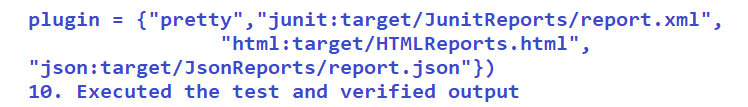 plugin = {"pretty","junit:target/JunitReports/report.xml",
"html:target/HTMLReports.html",
"json:target/JsonReports/report.json"})
10. Executed the test and verified output